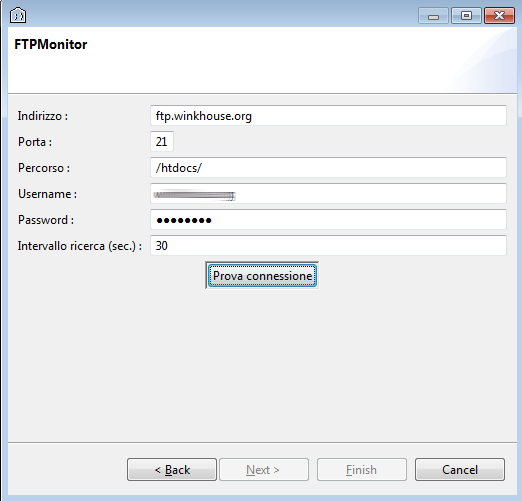 FTPMonitor
Indirizzo : ftp.winkhouse.org
Porta : 21
Percorso : /htdocs/
Username :
Password : ●●●●●●●●
Intervallo ricerca (sec.) : 30
Prova connessione
< Back Next > Finish Cancel